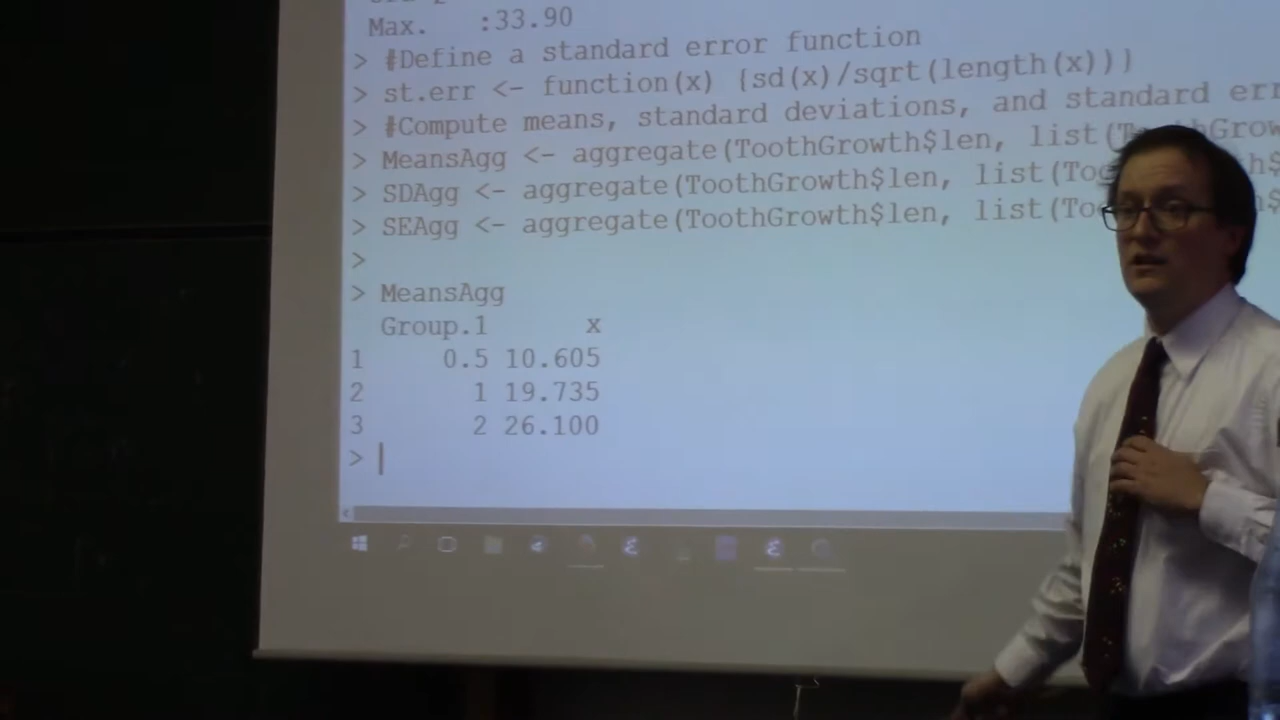 Max. :33.90
> #Define a standard error function
> st.err <- function(x) {sd(x)/sqrt(length(x))}
> #Compute means, standard deviations, and standard
> MeansAgg <- aggregate(ToothGrowth$len, list(
> SDAgg <- aggregate(ToothGrowth$len, list(
> SEAgg <- aggregate(ToothGrowth$len, list(
>
> MeansAgg
Group.1 x
1 0.5 10.605
2 1 19.735
3 2 26.100
>